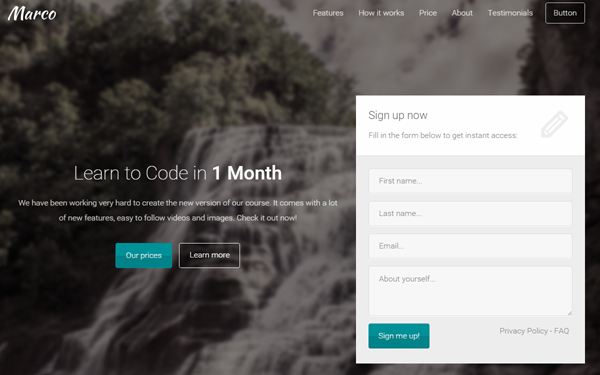 Marco
Features How it works Price About Testimonials Button
Learn to Code in 1 Month
We have been working very hard to create the new version of our course. It comes with a lot
of new features, easy to follow videos and images. Check it out now!
Our prices Learn more
Sign up now
Fill in the form below to get instant access:
First name...
Last name...
Email...
About yourself...
Sign me up! Privacy Policy - FAQ